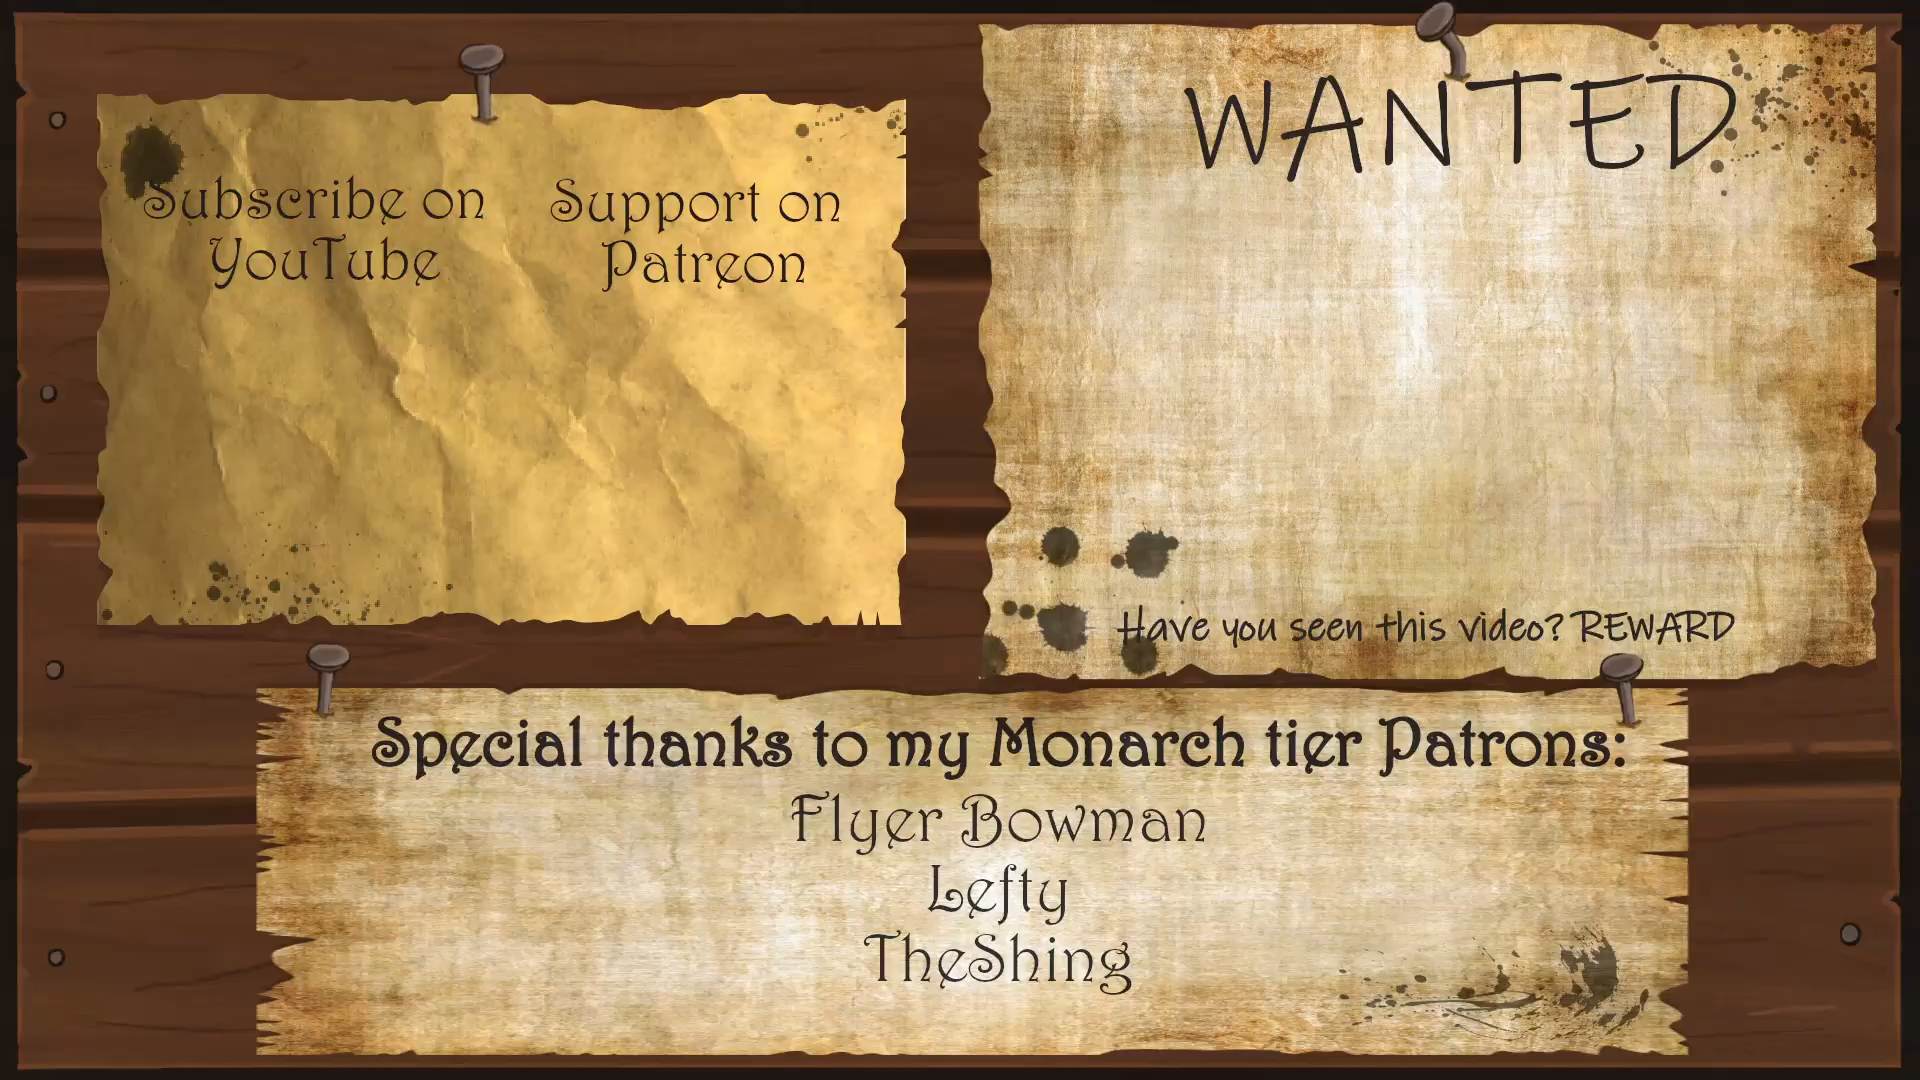 Subscribe on
YouTube
Support on
Patreon
WANTED
Have you seen this video? REWARD
Special thanks to my Monarch tier Patrons:
Flyer Bowman
Lefty
TheShing